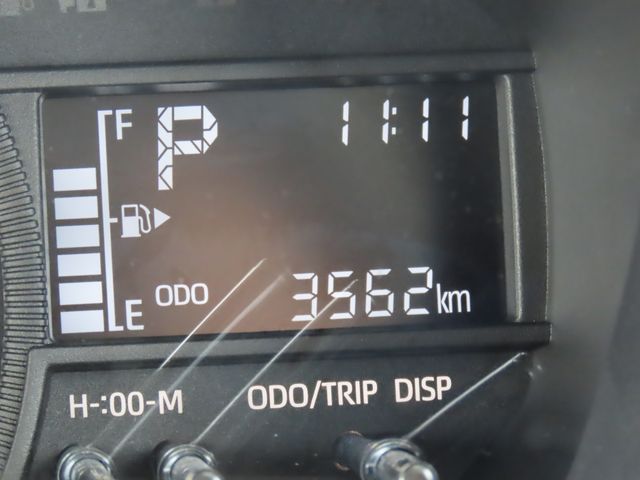 F
P 11:11
ODO 3562km
E
H-:00-M ODO/TRIP DISP